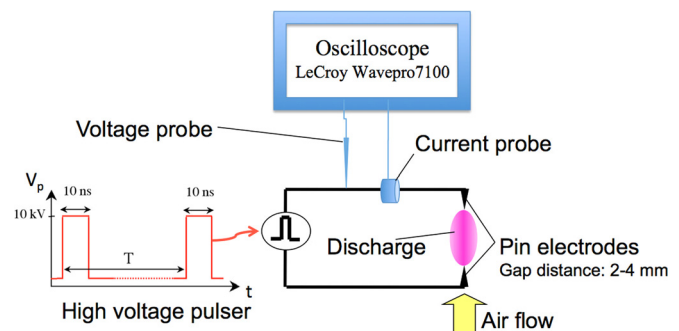 Oscilloscope
LeCroy Wavepro7100
Voltage probe
Current probe
Vp
10 ns
10 ns
10 kV
T
t
High voltage pulser
Discharge
Pin electrodes
Gap distance: 2-4 mm
Air flow